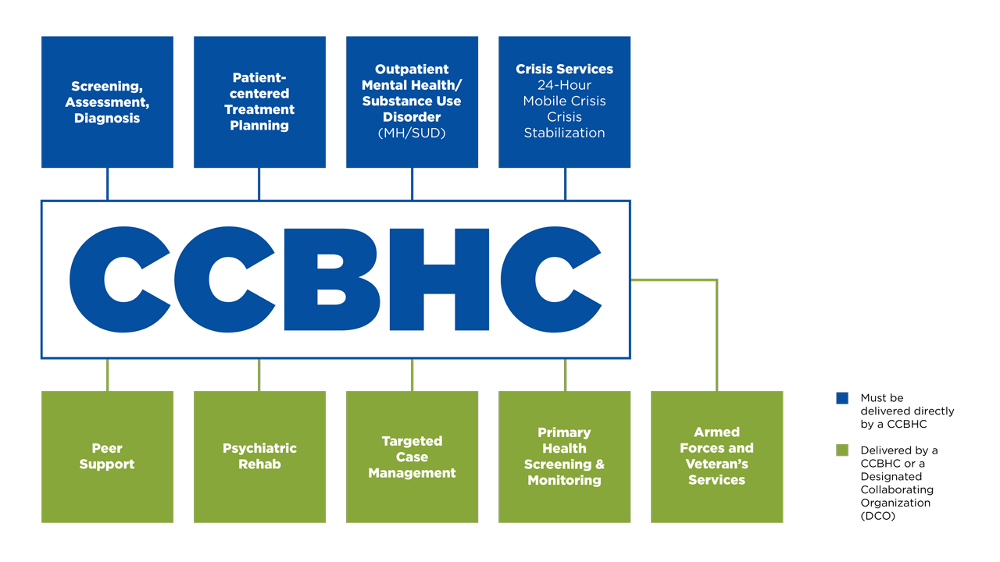 Screening,
Assessment,
Diagnosis
Patient-
centered
Treatment
Planning
Outpatient
Mental Health/
Substance Use
Disorder
(MH/SUD)
Crisis Services
24-Hour
Mobile Crisis
Crisis
Stabilization
CCBHC
Peer
Support
Psychiatric
Rehab
Targeted
Case
Management
Primary
Health
Screening &
Monitoring
Armed
Forces and
Veteran’s
Services
Must be
delivered directly
by a CCBHC
Delivered by a
CCBHC or a
Designated
Collaborating
Organization
(DCO)